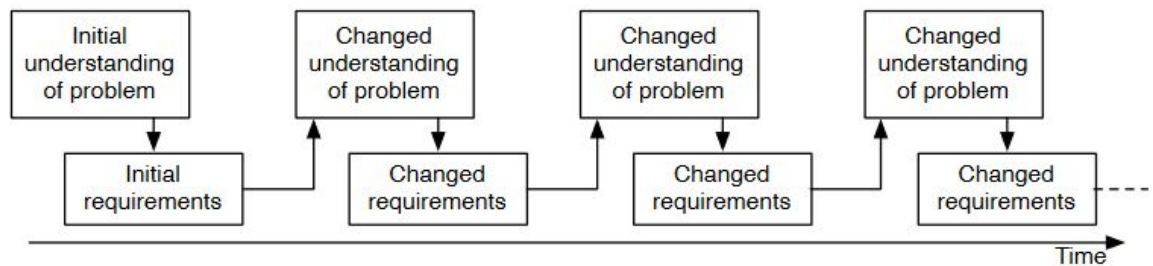 Initial
understanding
of problem
Changed
understanding
of problem
Changed
understanding
of problem
Changed
understanding
of problem
Initial
requirements
Changed
requirements
Changed
requirements
Changed
requirements
Time